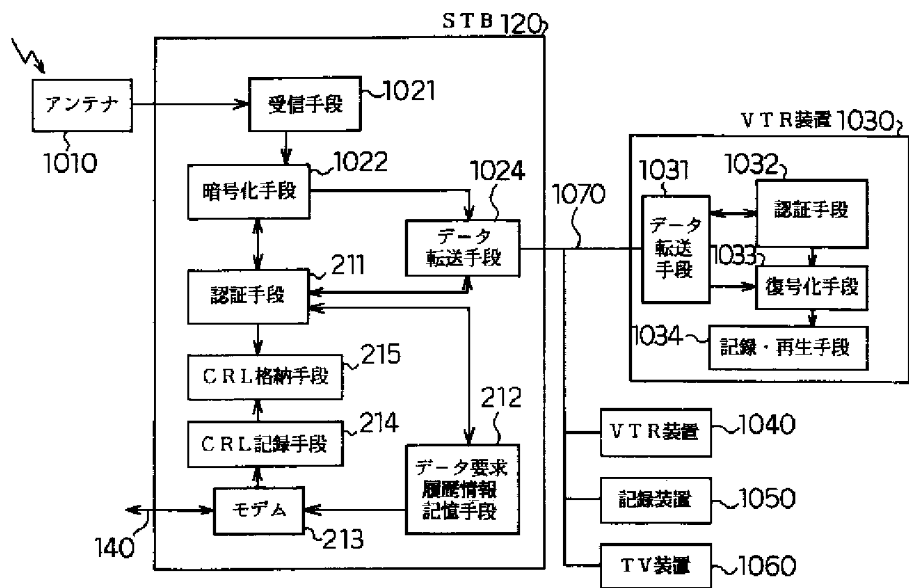 STB 120
アンテナ
1010
受信手段
1021
暗号化手段
1022
データ
転送手段
1024
認証手段
211
CRL格納手段
215
CRL記録手段
214
モデム
213
140
データ要求
履歴情報
記憶手段
212
1070
VTR装置 1030
データ
転送
手段
1031
認証手段
1032
復号化手段
1033
記録・再生手段
1034
VTR装置
1040
記録装置
1050
TV装置
1060